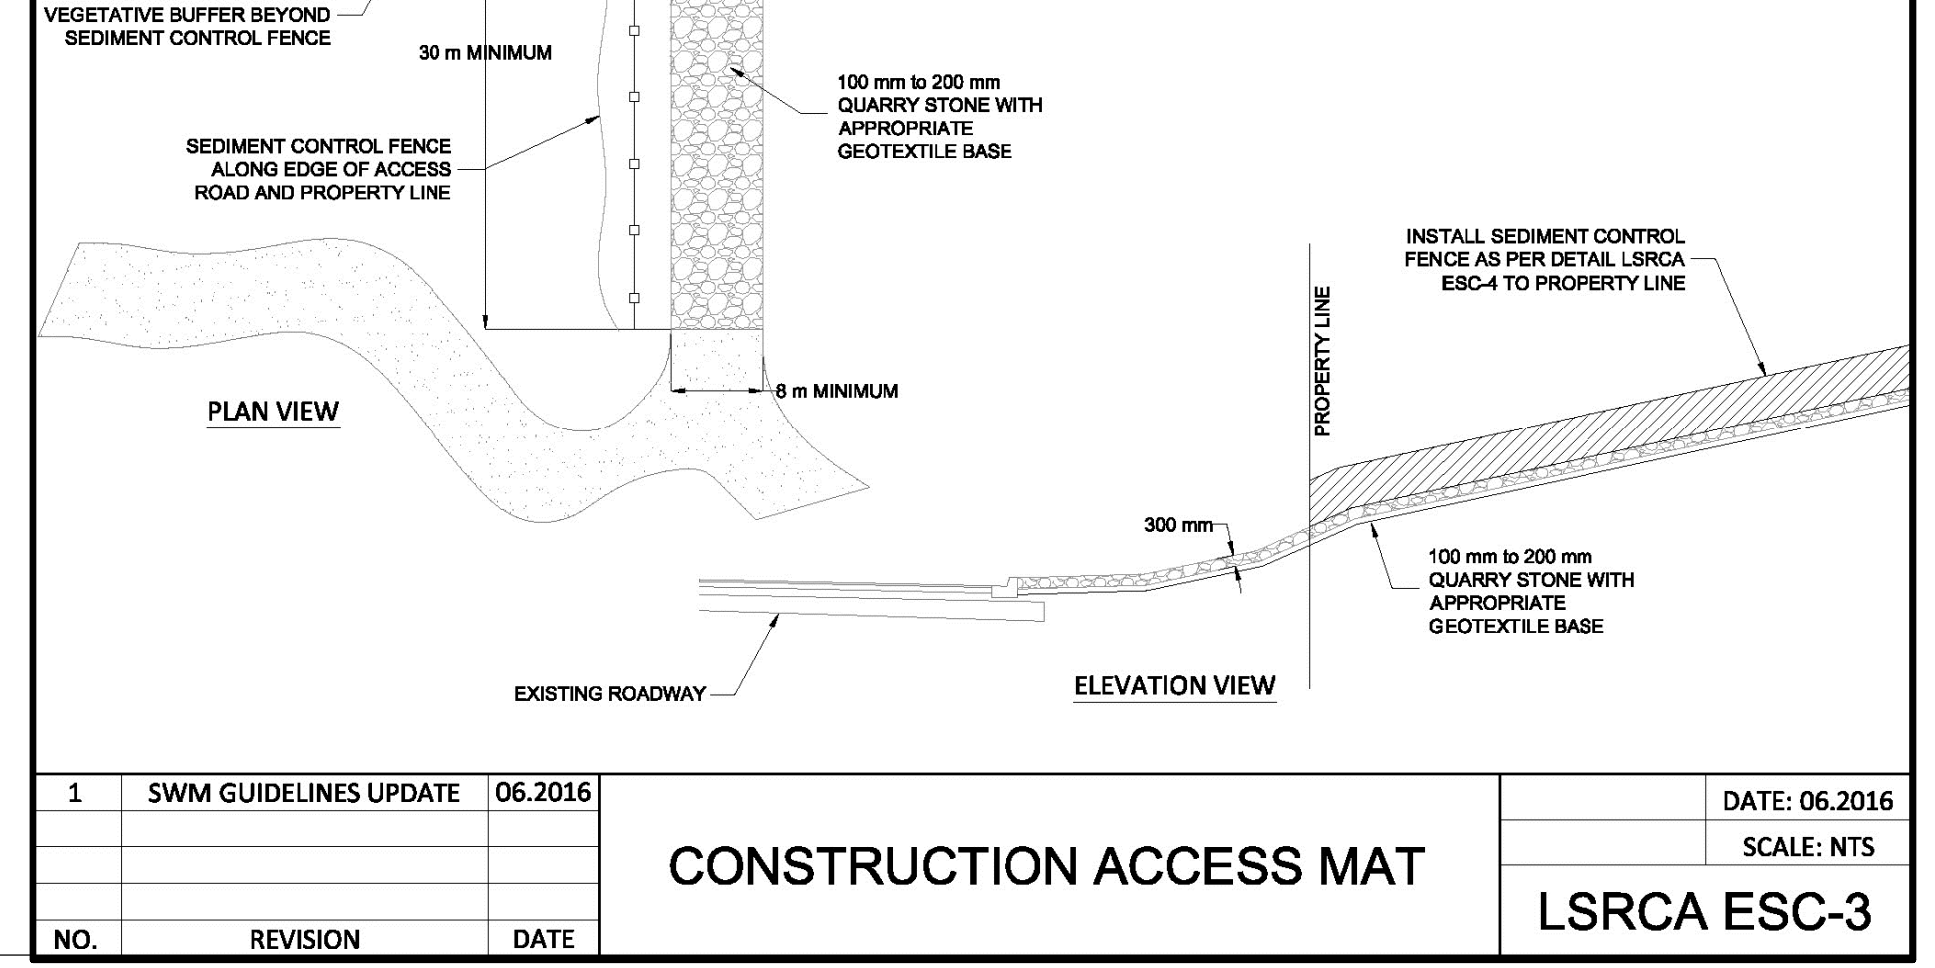 VEGETATIVE BUFFER BEYOND
SEDIMENT CONTROL FENCE
30 m MINIMUM
100 mm to 200 mm
QUARRY STONE WITH
APPROPRIATE
GEOTEXTILE BASE
SEDIMENT CONTROL FENCE
ALONG EDGE OF ACCESS
ROAD AND PROPERTY LINE
8 m MINIMUM
PLAN VIEW
INSTALL SEDIMENT CONTROL
FENCE AS PER DETAIL LSRCA
ESC-4 TO PROPERTY LINE
PROPERTY LINE
300 mm
100 mm to 200 mm
QUARRY STONE WITH
APPROPRIATE
GEOTEXTILE BASE
EXISTING ROADWAY
ELEVATION VIEW
1 SWM GUIDELINES UPDATE 06.2016
NO. REVISION DATE
CONSTRUCTION ACCESS MAT
DATE: 06.2016
SCALE: NTS
LSRCA ESC-3